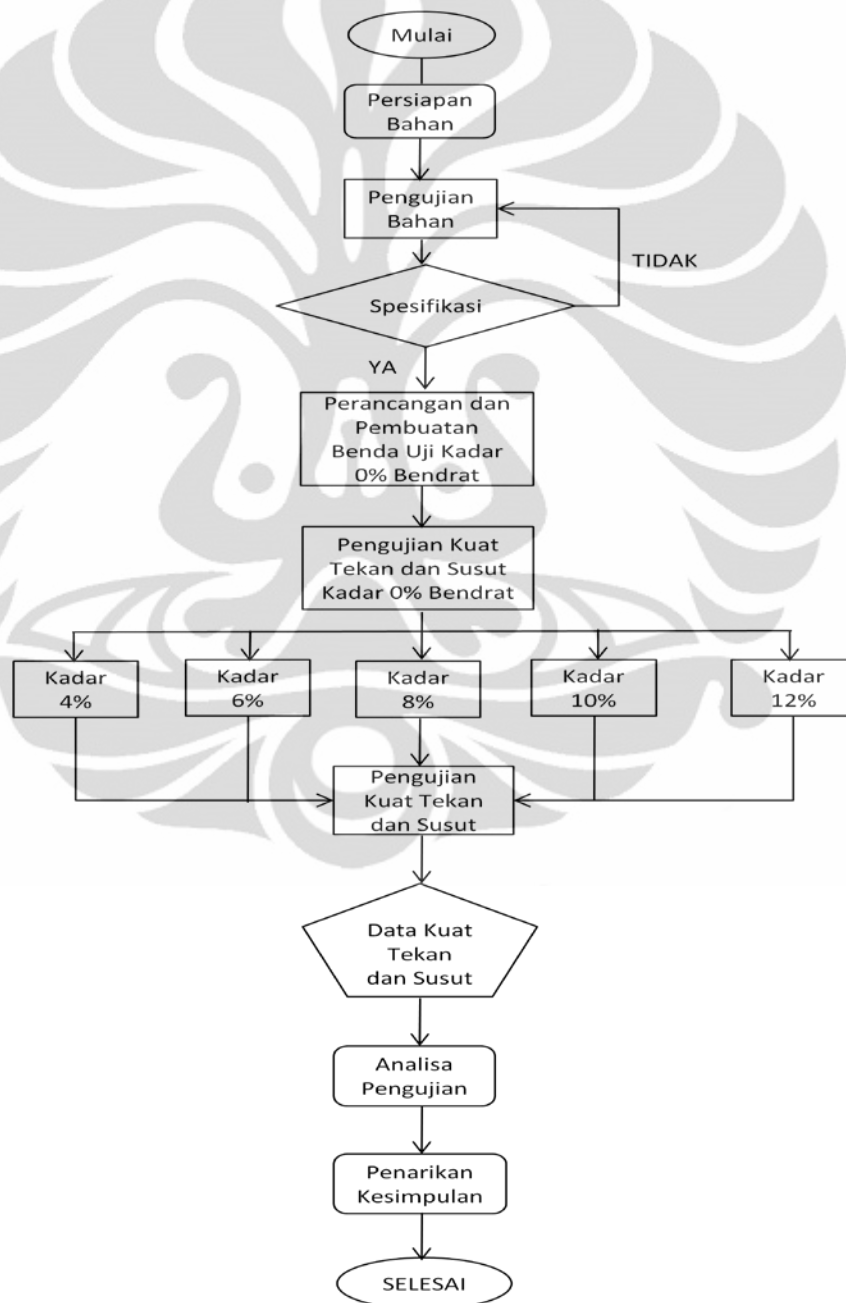 Mulai
Persiapan
Bahan
Pengujian
Bahan
TIDAK
Spesifikasi
YA
Perancangan dan
Pembuatan
Benda Uji Kadar
0% Bendrat
Pengujian Kuat
Tekan dan Susut
Kadar 0% Bendrat
Kadar
4%
Kadar
6%
Kadar
8%
Kadar
10%
Kadar
12%
Pengujian
Kuat Tekan
dan Susut
Data Kuat
Tekan
dan Susut
Analisa
Pengujian
Penarikan
Kesimpulan
SELESAI